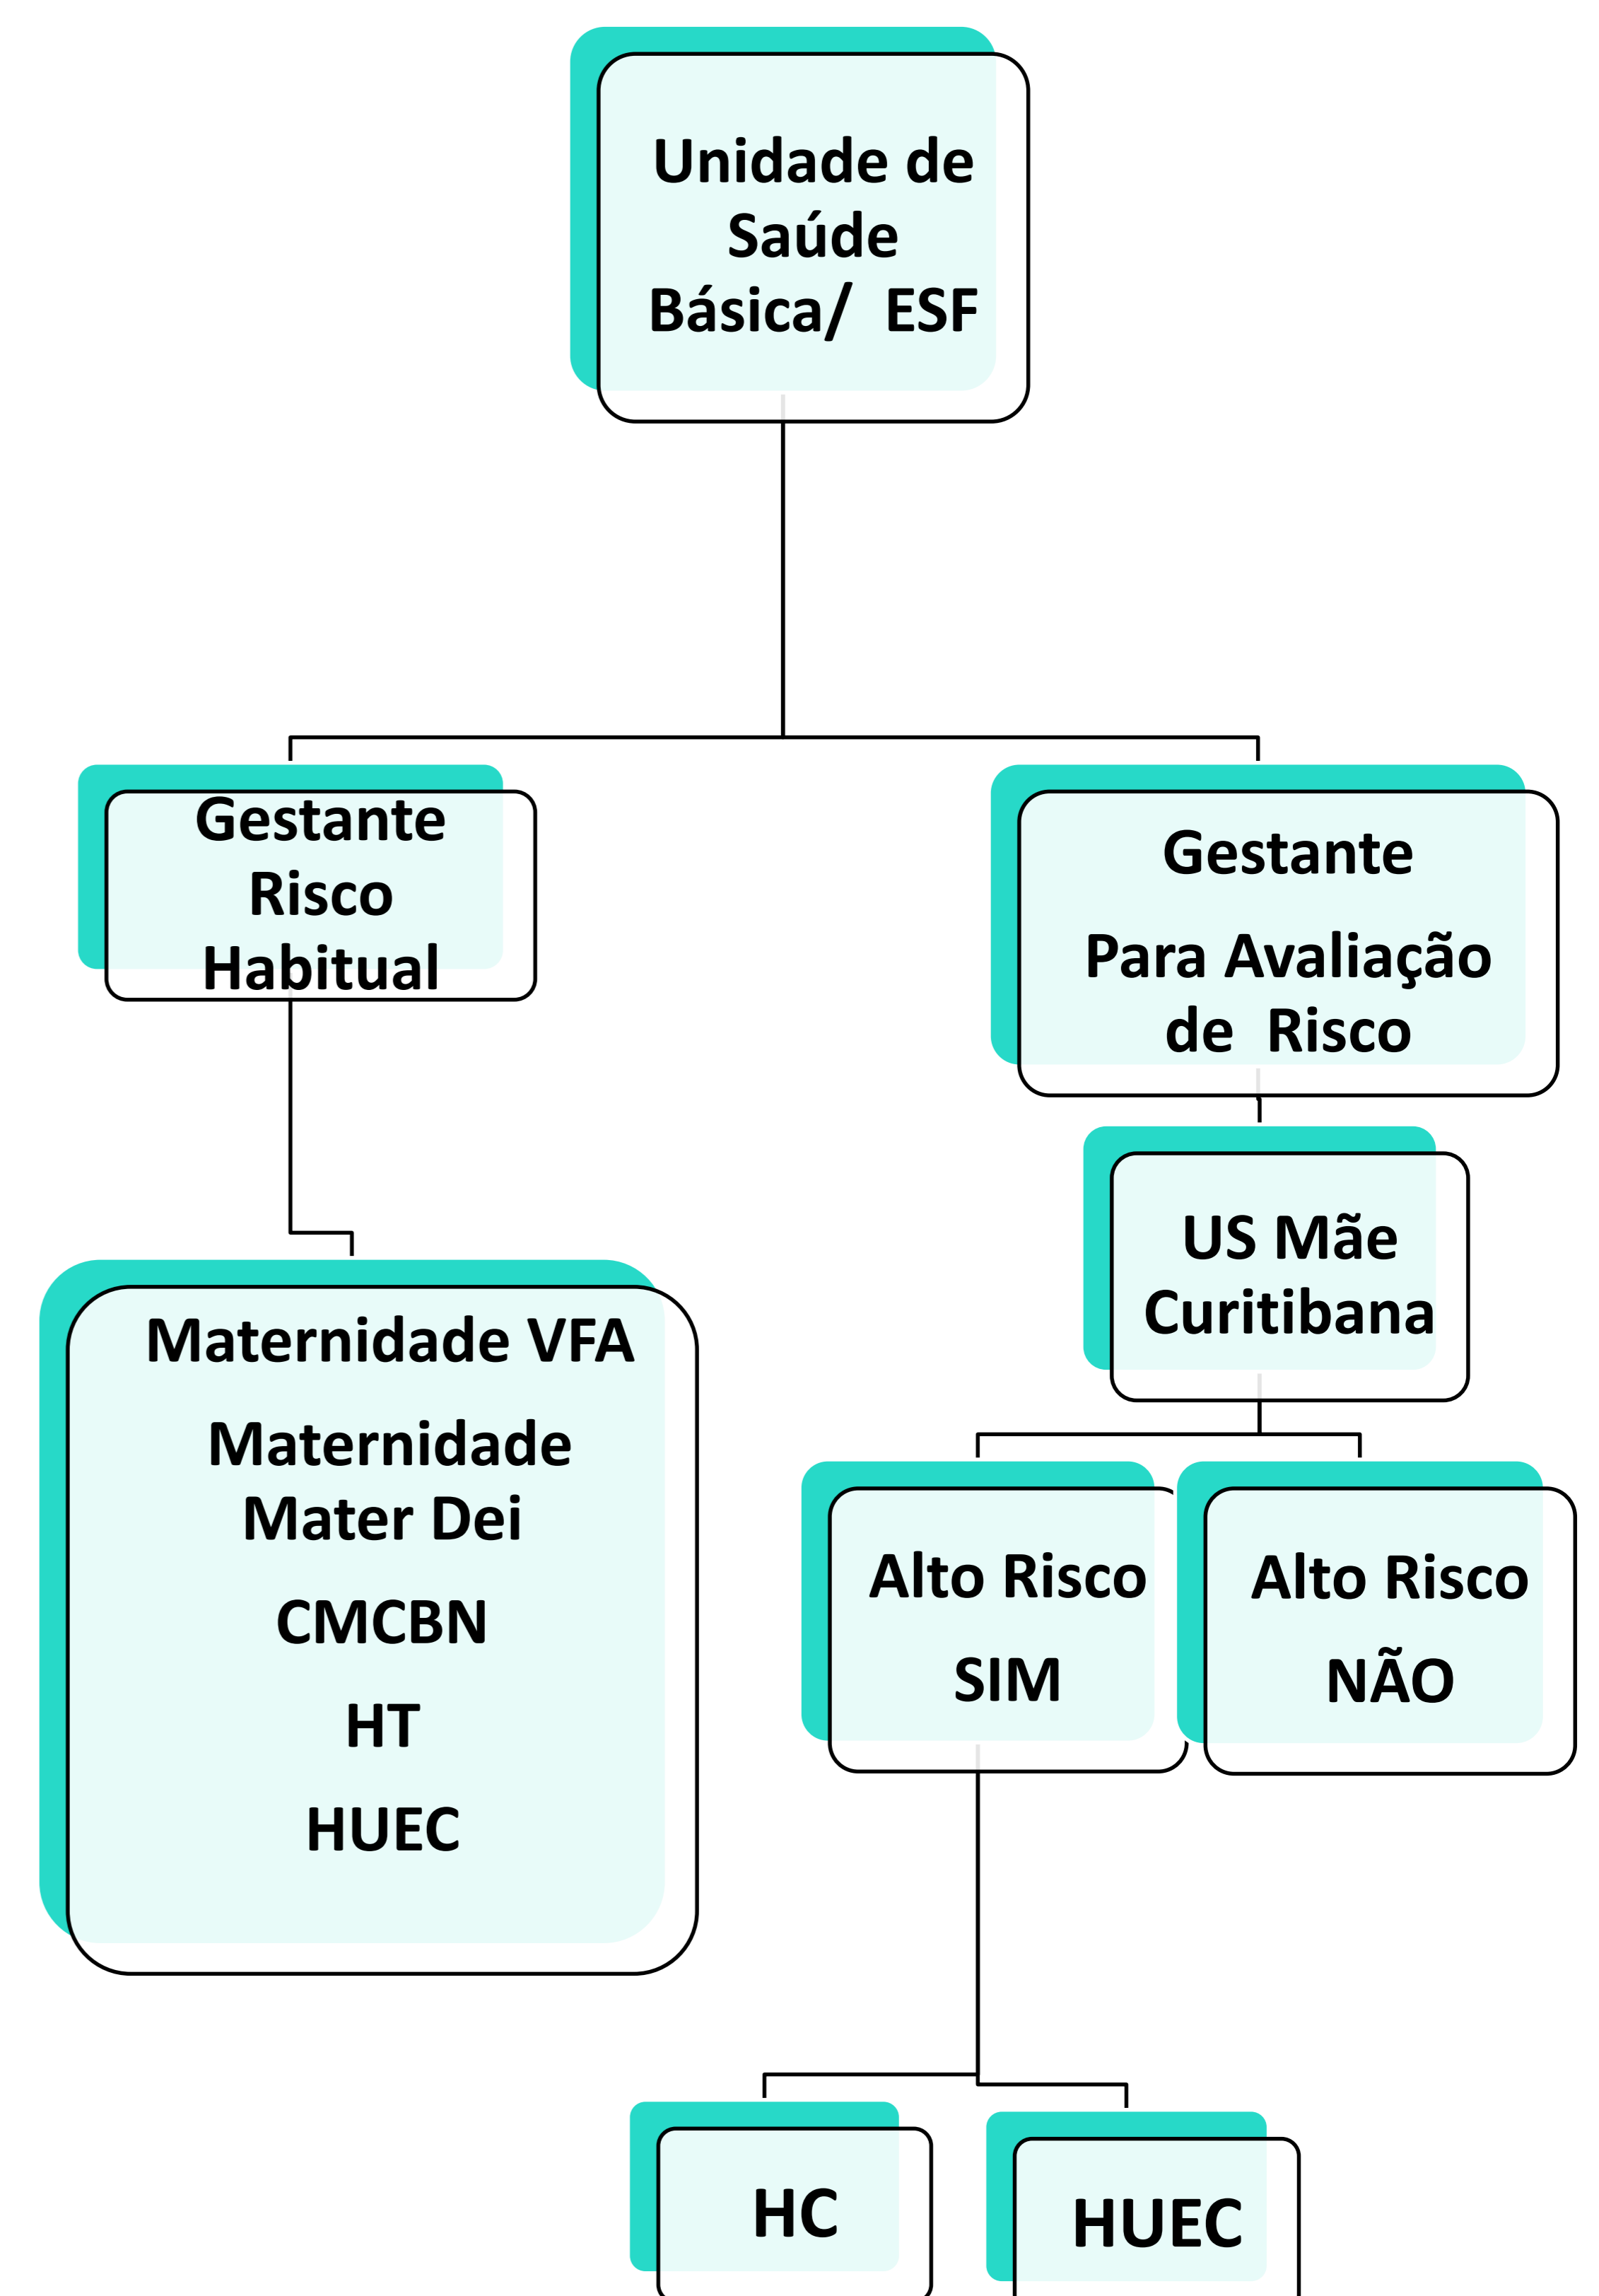 Unidade de
Saúde
Básica/  ESF
Gestante
Risco
Habitual
Gestante
Para Avaliação
de  Risco
US Mãe
Curitibana
Maternidade VFA
Maternidade
Mater Dei
CMCBN
HT
HUEC
Alto Risco
SIM
Alto Risco
NÃO
HC
HUEC